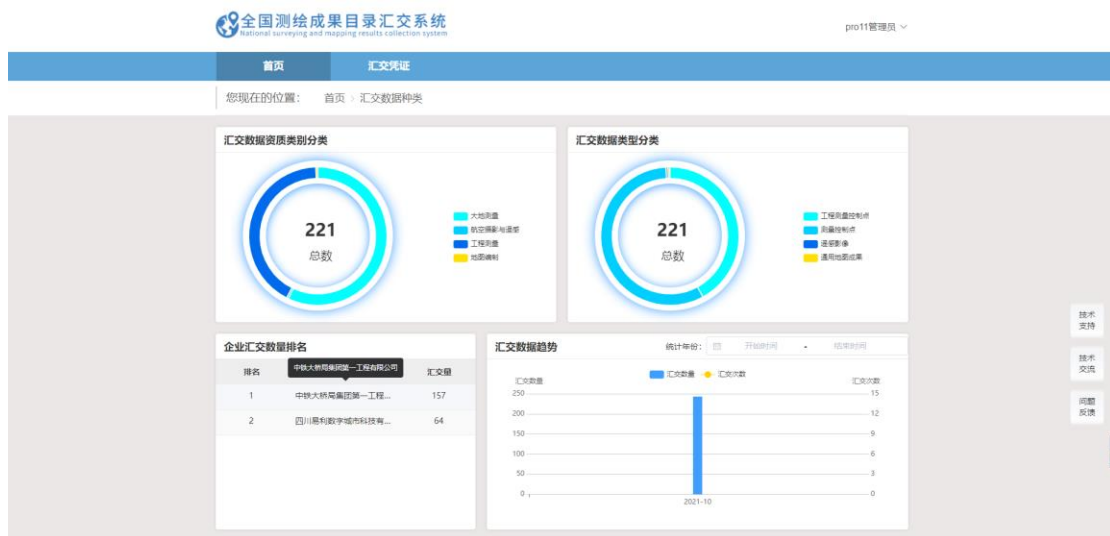 全国测绘成果目录汇交系统
National surveying and mapping results collection system
pro11管理员
首页 汇交凭证
您现在的位置： 首页 › 汇交数据种类
汇交数据资质类别分类
221
总数
大地测量
航空摄影与遥感
工程测量
地图编制
汇交数据类型分类
221
总数
工程测量控制点
测量控制点
遥感影像
通用地图成果
技术
支持
技术
交流
问题
反馈
企业汇交数量排名
中铁大桥局集团第一工程有限公司
排名 汇交量
1 中铁大桥局集团第一工程... 157
2 四川易利数字城市科技有... 64
汇交数据趋势
统计年份： 开始时间 - 结束时间
汇交数量 汇交次数
汇交数量 汇交次数
250 15
200 12
150 9
100 6
50 3
0 0
2021-10